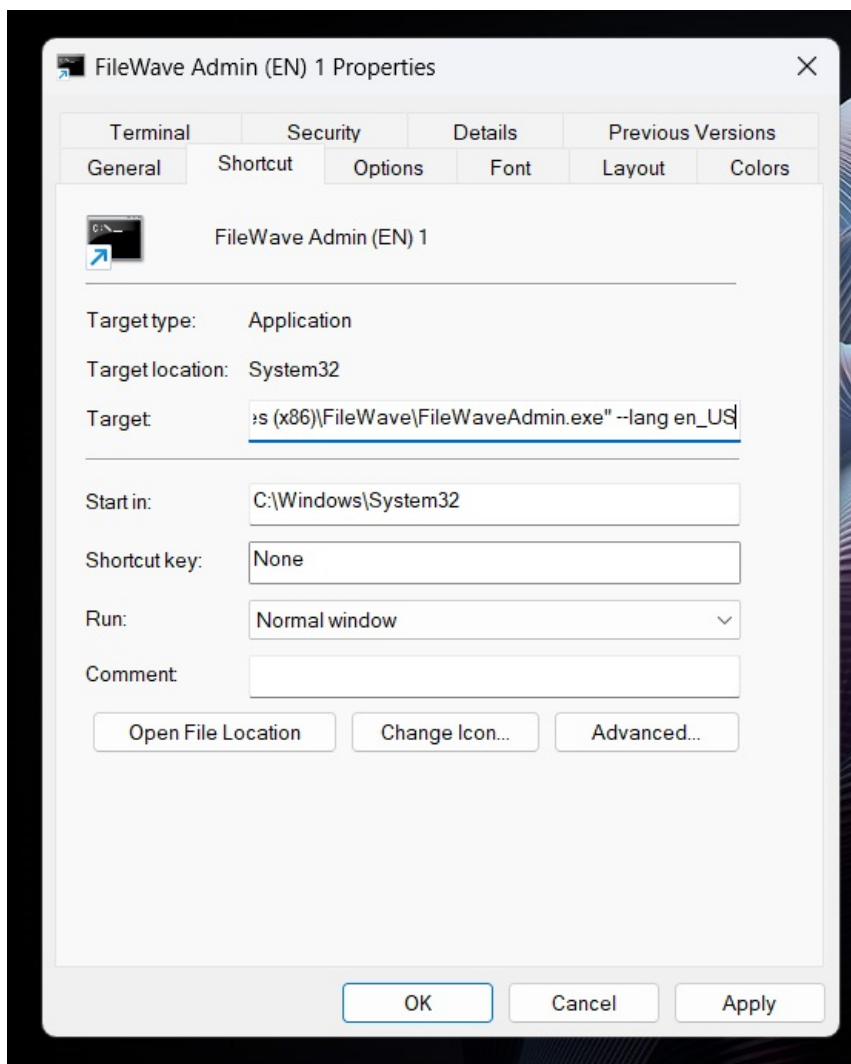 FileWave Admin (EN) 1 Properties
Terminal Security Details Previous Versions
General Shortcut Options Font Layout Colors
C:\_
FileWave Admin (EN) 1
Target type: Application
Target location: System32
Target: es (x86)\FileWave\FileWaveAdmin.exe" --lang en_US
Start in: C:\Windows\System32
Shortcut key: None
Run: Normal window
Comment:
Open File Location Change Icon... Advanced...
OK Cancel Apply